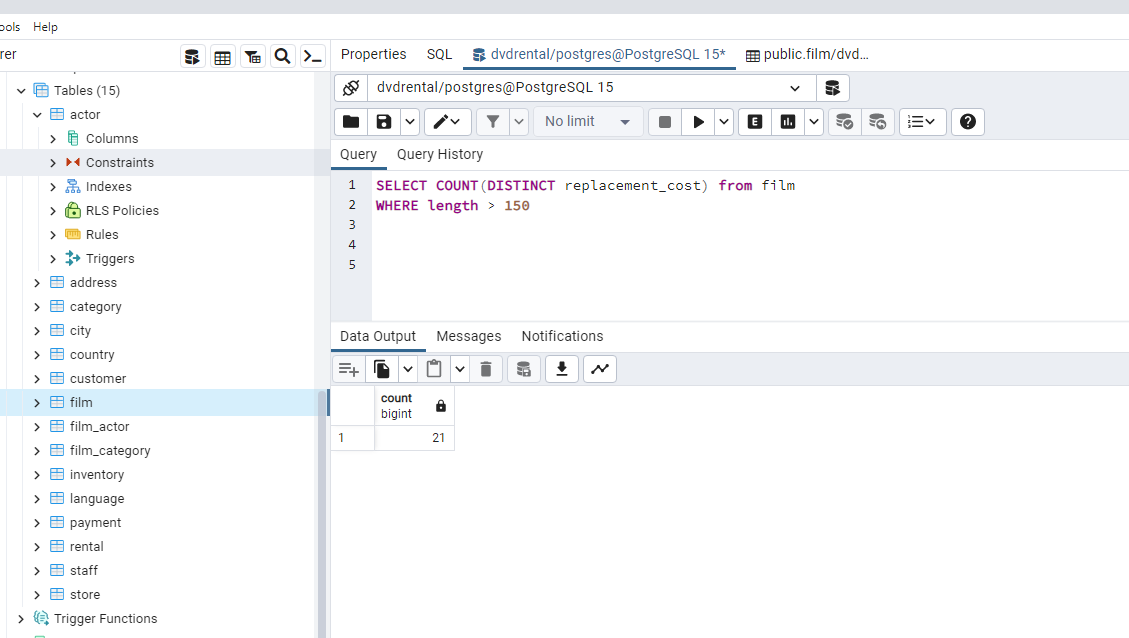 ools Help
rer
Properties SQL dvdrental/postgres@PostgreSQL 15* public.film/dvd...
Tables (15)
actor
Columns
Constraints
Indexes
RLS Policies
Rules
Triggers
address
category
city
country
customer
film
film_actor
film_category
inventory
language
payment
rental
staff
store
Trigger Functions
dvdrental/postgres@PostgreSQL 15
No limit E
Query Query History
1 SELECT COUNT(DISTINCT replacement_cost) from film
2 WHERE length > 150
3
4
5
Data Output Messages Notifications
count
bigint
1 21